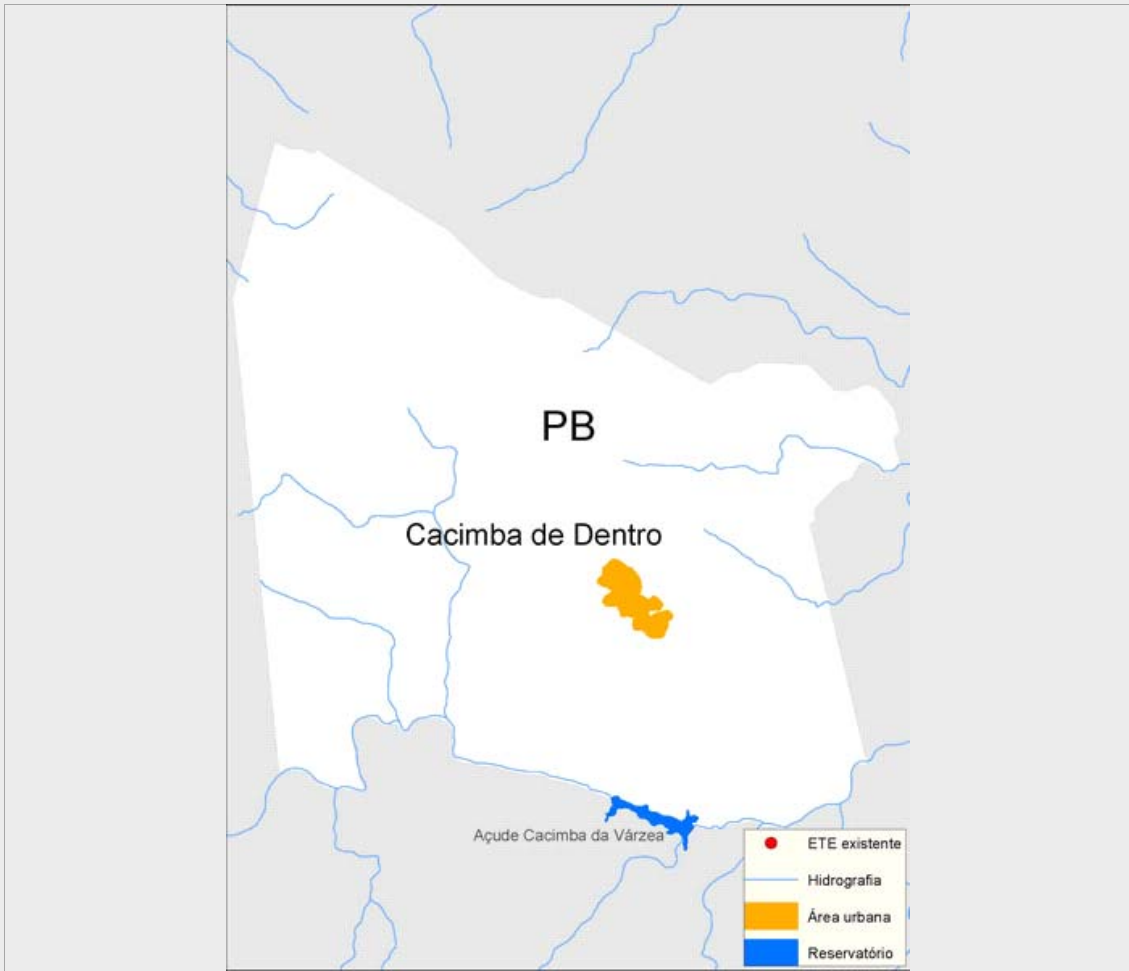 PB
Cacimba de Dentro
Açude Cacimba da Várzea
ETE existente
Hidrografia
Área urbana
Reservatório